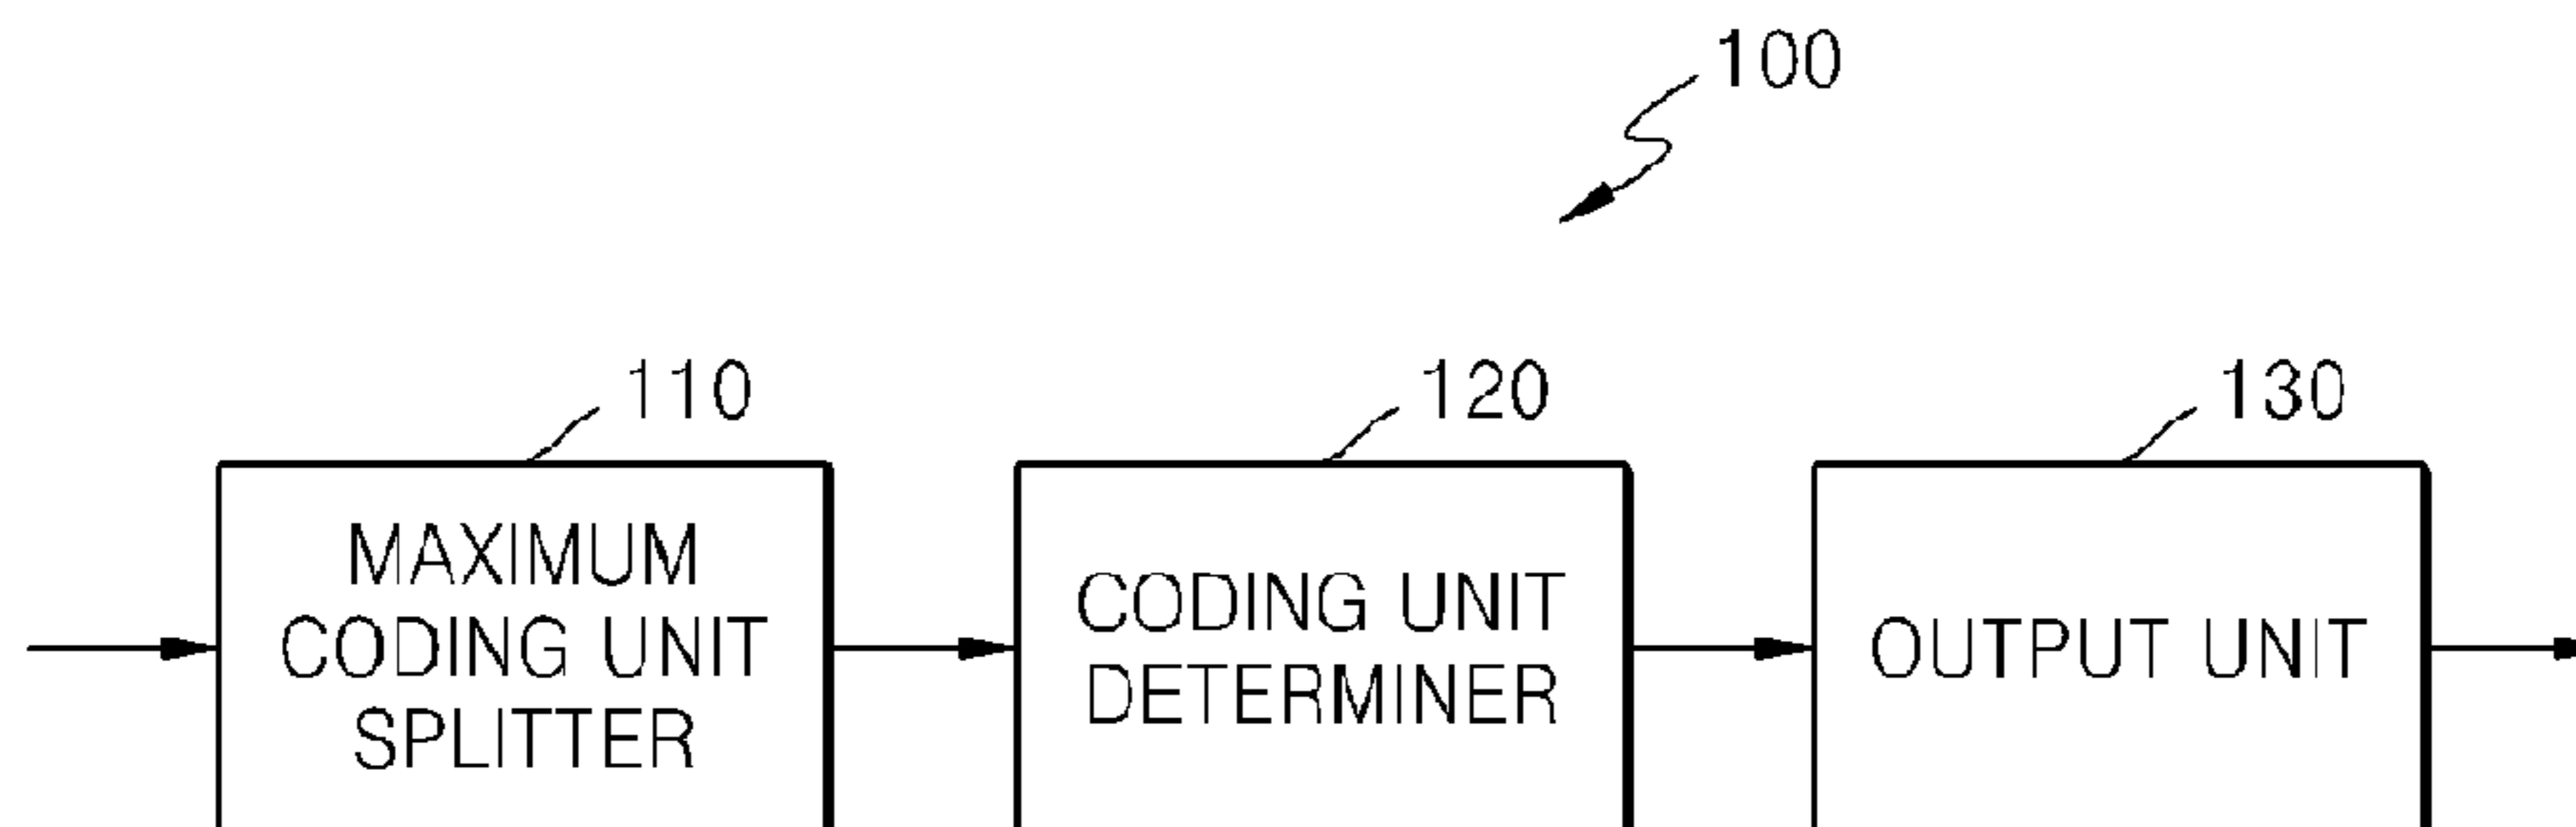 100
110
120
130
MAXIMUM
CODING UNIT
SPLITTER
CODING UNIT
DETERMINER
OUTPUT UNIT